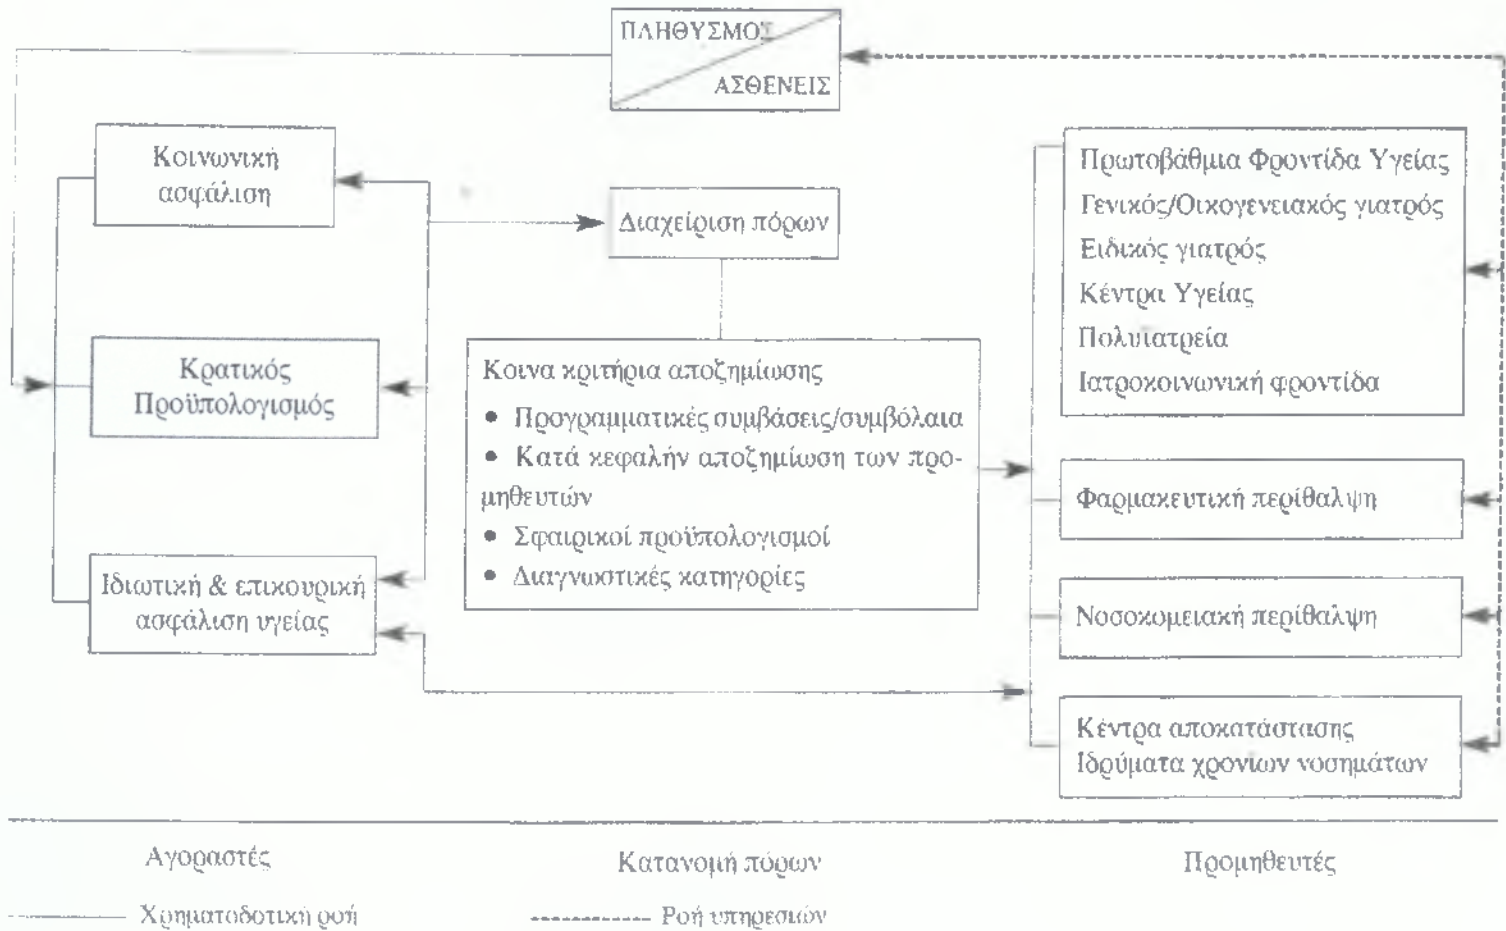 ΠΛΗΘΥΣΜΟΣ
ΑΣΘΕΝΕΙΣ
Κοινωνική
ασφάλιση
Κρατικός
Προϋπολογισμός
Ιδιωτική & επικουρική
ασφάλιση υγείας
Διαχείριση πόρων
Κοινα κριτήρια αποζημίωσης
• Προγραμματικές συμβάσεις/συμβόλαια
• Κατά κεφαλήν αποζημίωση των προ-
μηθευτών
• Σφαιρικοί προϋπολογισμοί
• Διαγνωστικές κατηγορίες
Πρωτοβάθμια Φροντίδα Υγείας
Γενικός/Οικογενειακός γιατρός
Ειδικός γιατρός
Κέντρα Υγείας
Πολυιατρεία
Ιατροκοινωνική φροντίδα
Φαρμακευτική περίθαλψη
Νοσοκομειακή περίθαλψη
Κέντρα αποκατάστασης
Ιδρύματα χρονίων νοσημάτων
Αγοραστές
Κατανομή πόρων
Προμηθευτές
Χρηματοδοτική ροή
Ροή υπηρεσιών